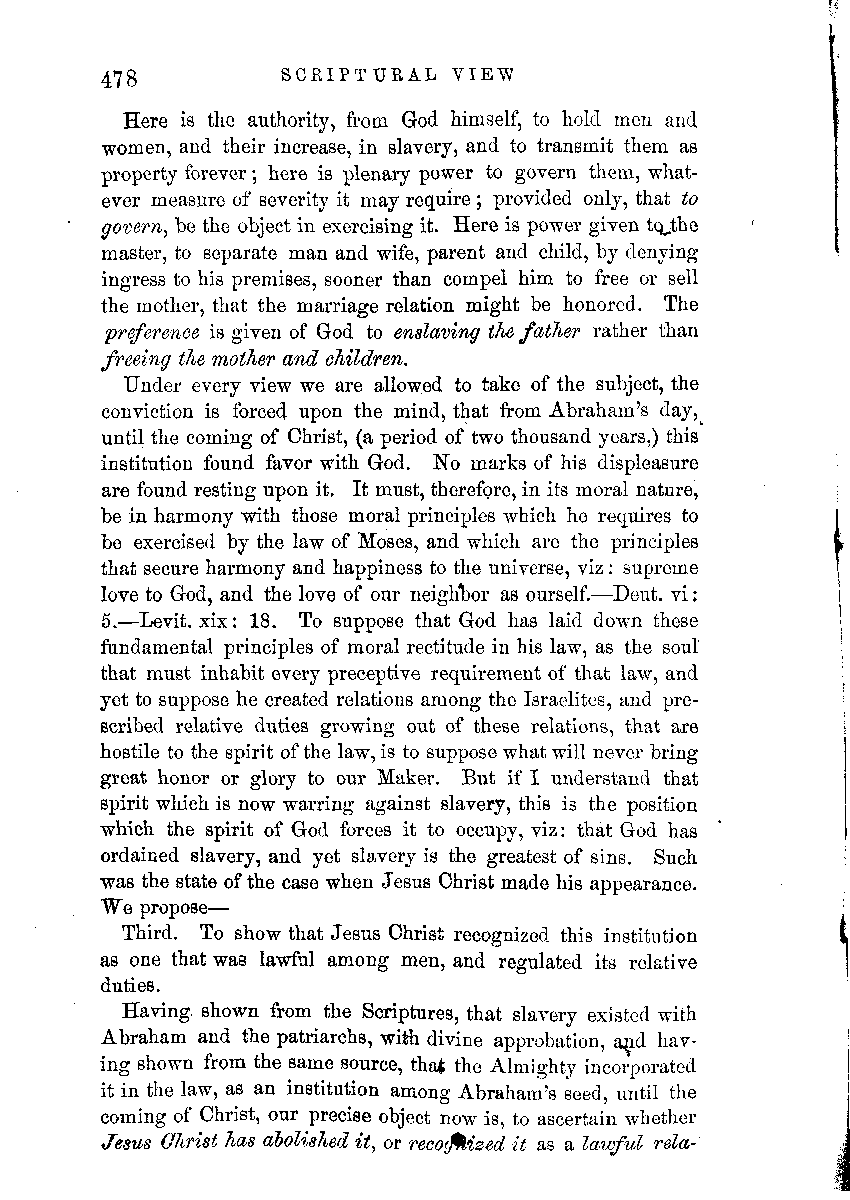 478 SCRIPTURAL VIEW
Here is the authority, from God himself, to hold men and
women, and their increase, in slavery, and to transmit them as
property forever; here is plenary power to govern them, what-
ever measure of severity it may require; provided only, that to
govern, be the object in exercising it. Here is power given to the
master, to separate man and wife, parent and child, by denying
ingress to his premises, sooner than compel him to free or sell
the mother, that the marriage relation might be honored. The
preference is given of God to enslaving the father rather than
freeing the mother and children.
Under every view we are allowed to take of the subject, the
conviction is forced upon the mind, that from Abraham's day,
until the coming of Christ, (a period of two thousand years,) this
institution found favor with God. No marks of his displeasure
are found resting upon it. It must, therefore, in its moral nature,
be in harmony with those moral principles which he requires to
be exercised by the law of Moses, and which are the principles
that secure harmony and happiness to the universe, viz: supreme
love to God, and the love of our neighbor as ourself.—Deut. vi:
5.—Levit. xix: 18. To suppose that God has laid down these
fundamental principles of moral rectitude in his law, as the soul
that must inhabit every preceptive requirement of that law, and
yet to suppose he created relations among the Israelites, and pre-
scribed relative duties growing out of these relations, that are
hostile to the spirit of the law, is to suppose what will never bring
great honor or glory to our Maker. But if I understand that
spirit which is now warring against slavery, this is the position
which the spirit of God forces it to occupy, viz: that God has
ordained slavery, and yet slavery is the greatest of sins. Such
was the state of the case when Jesus Christ made his appearance.
We propose—
Third. To show that Jesus Christ recognized this institution
as one that was lawful among men, and regulated its relative
duties.
Having shown from the Scriptures, that slavery existed with
Abraham and the patriarchs, with divine approbation, and hav-
ing shown from the same source, that the Almighty incorporated
it in the law, as an institution among Abraham's seed, until the
coming of Christ, our precise object now is, to ascertain whether
Jesus Christ has abolished it, or recognized it as a lawful rela-